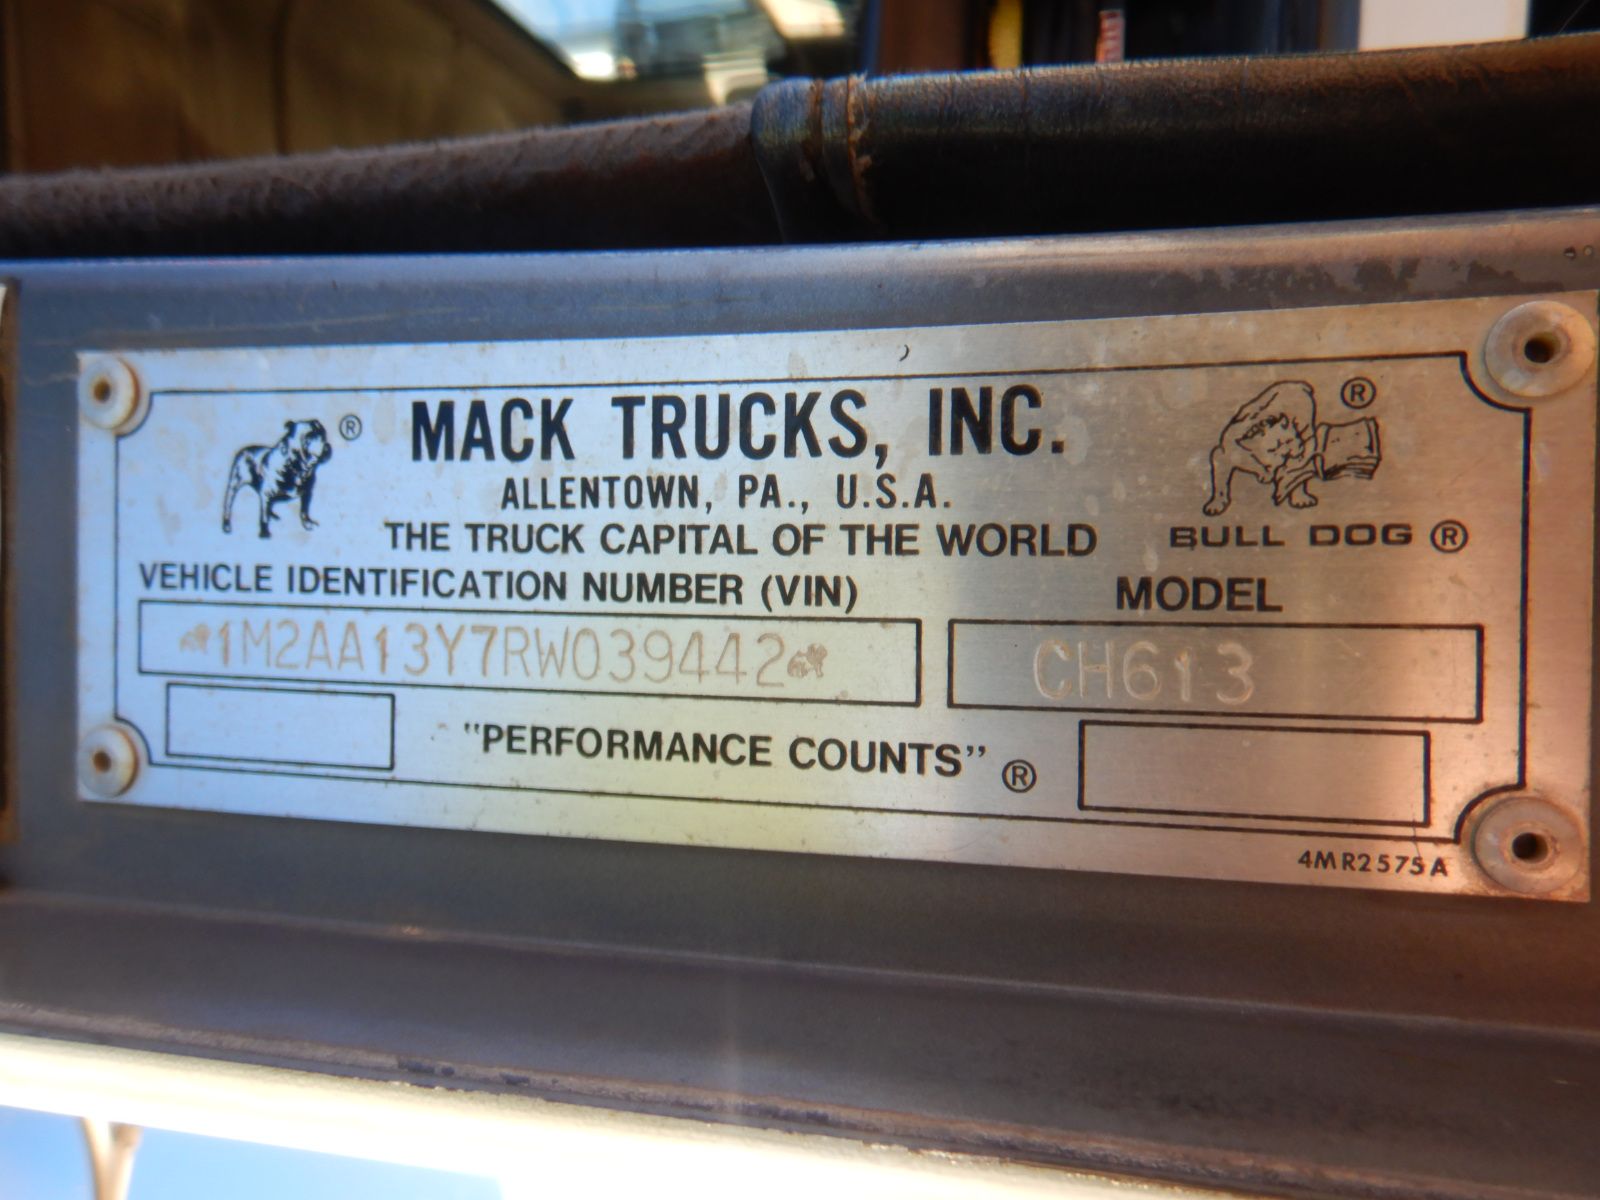 ® MACK TRUCKS, INC. ®
ALLENTOWN, PA., U.S.A.
THE TRUCK CAPITAL OF THE WORLD BULL DOG ®
VEHICLE IDENTIFICATION NUMBER (VIN) MODEL
1M2AA13Y7RW039442 CH613
"PERFORMANCE COUNTS" ®
4MR2575A